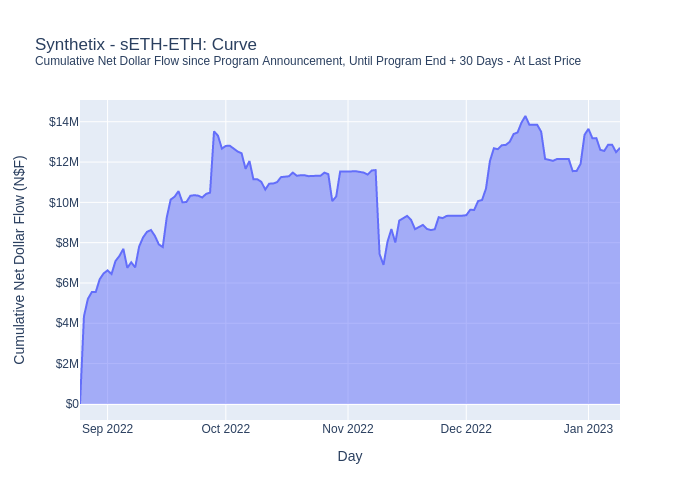 Synthetix - sETH-ETH: Curve
Cumulative Net Dollar Flow since Program Announcement, Until Program End + 30 Days - At Last Price
Cumulative Net Dollar Flow (N$F)
$14M
$12M
$10M
$8M
$6M
$4M
$2M
$0
Sep 2022 Oct 2022 Nov 2022 Dec 2022 Jan 2023
Day